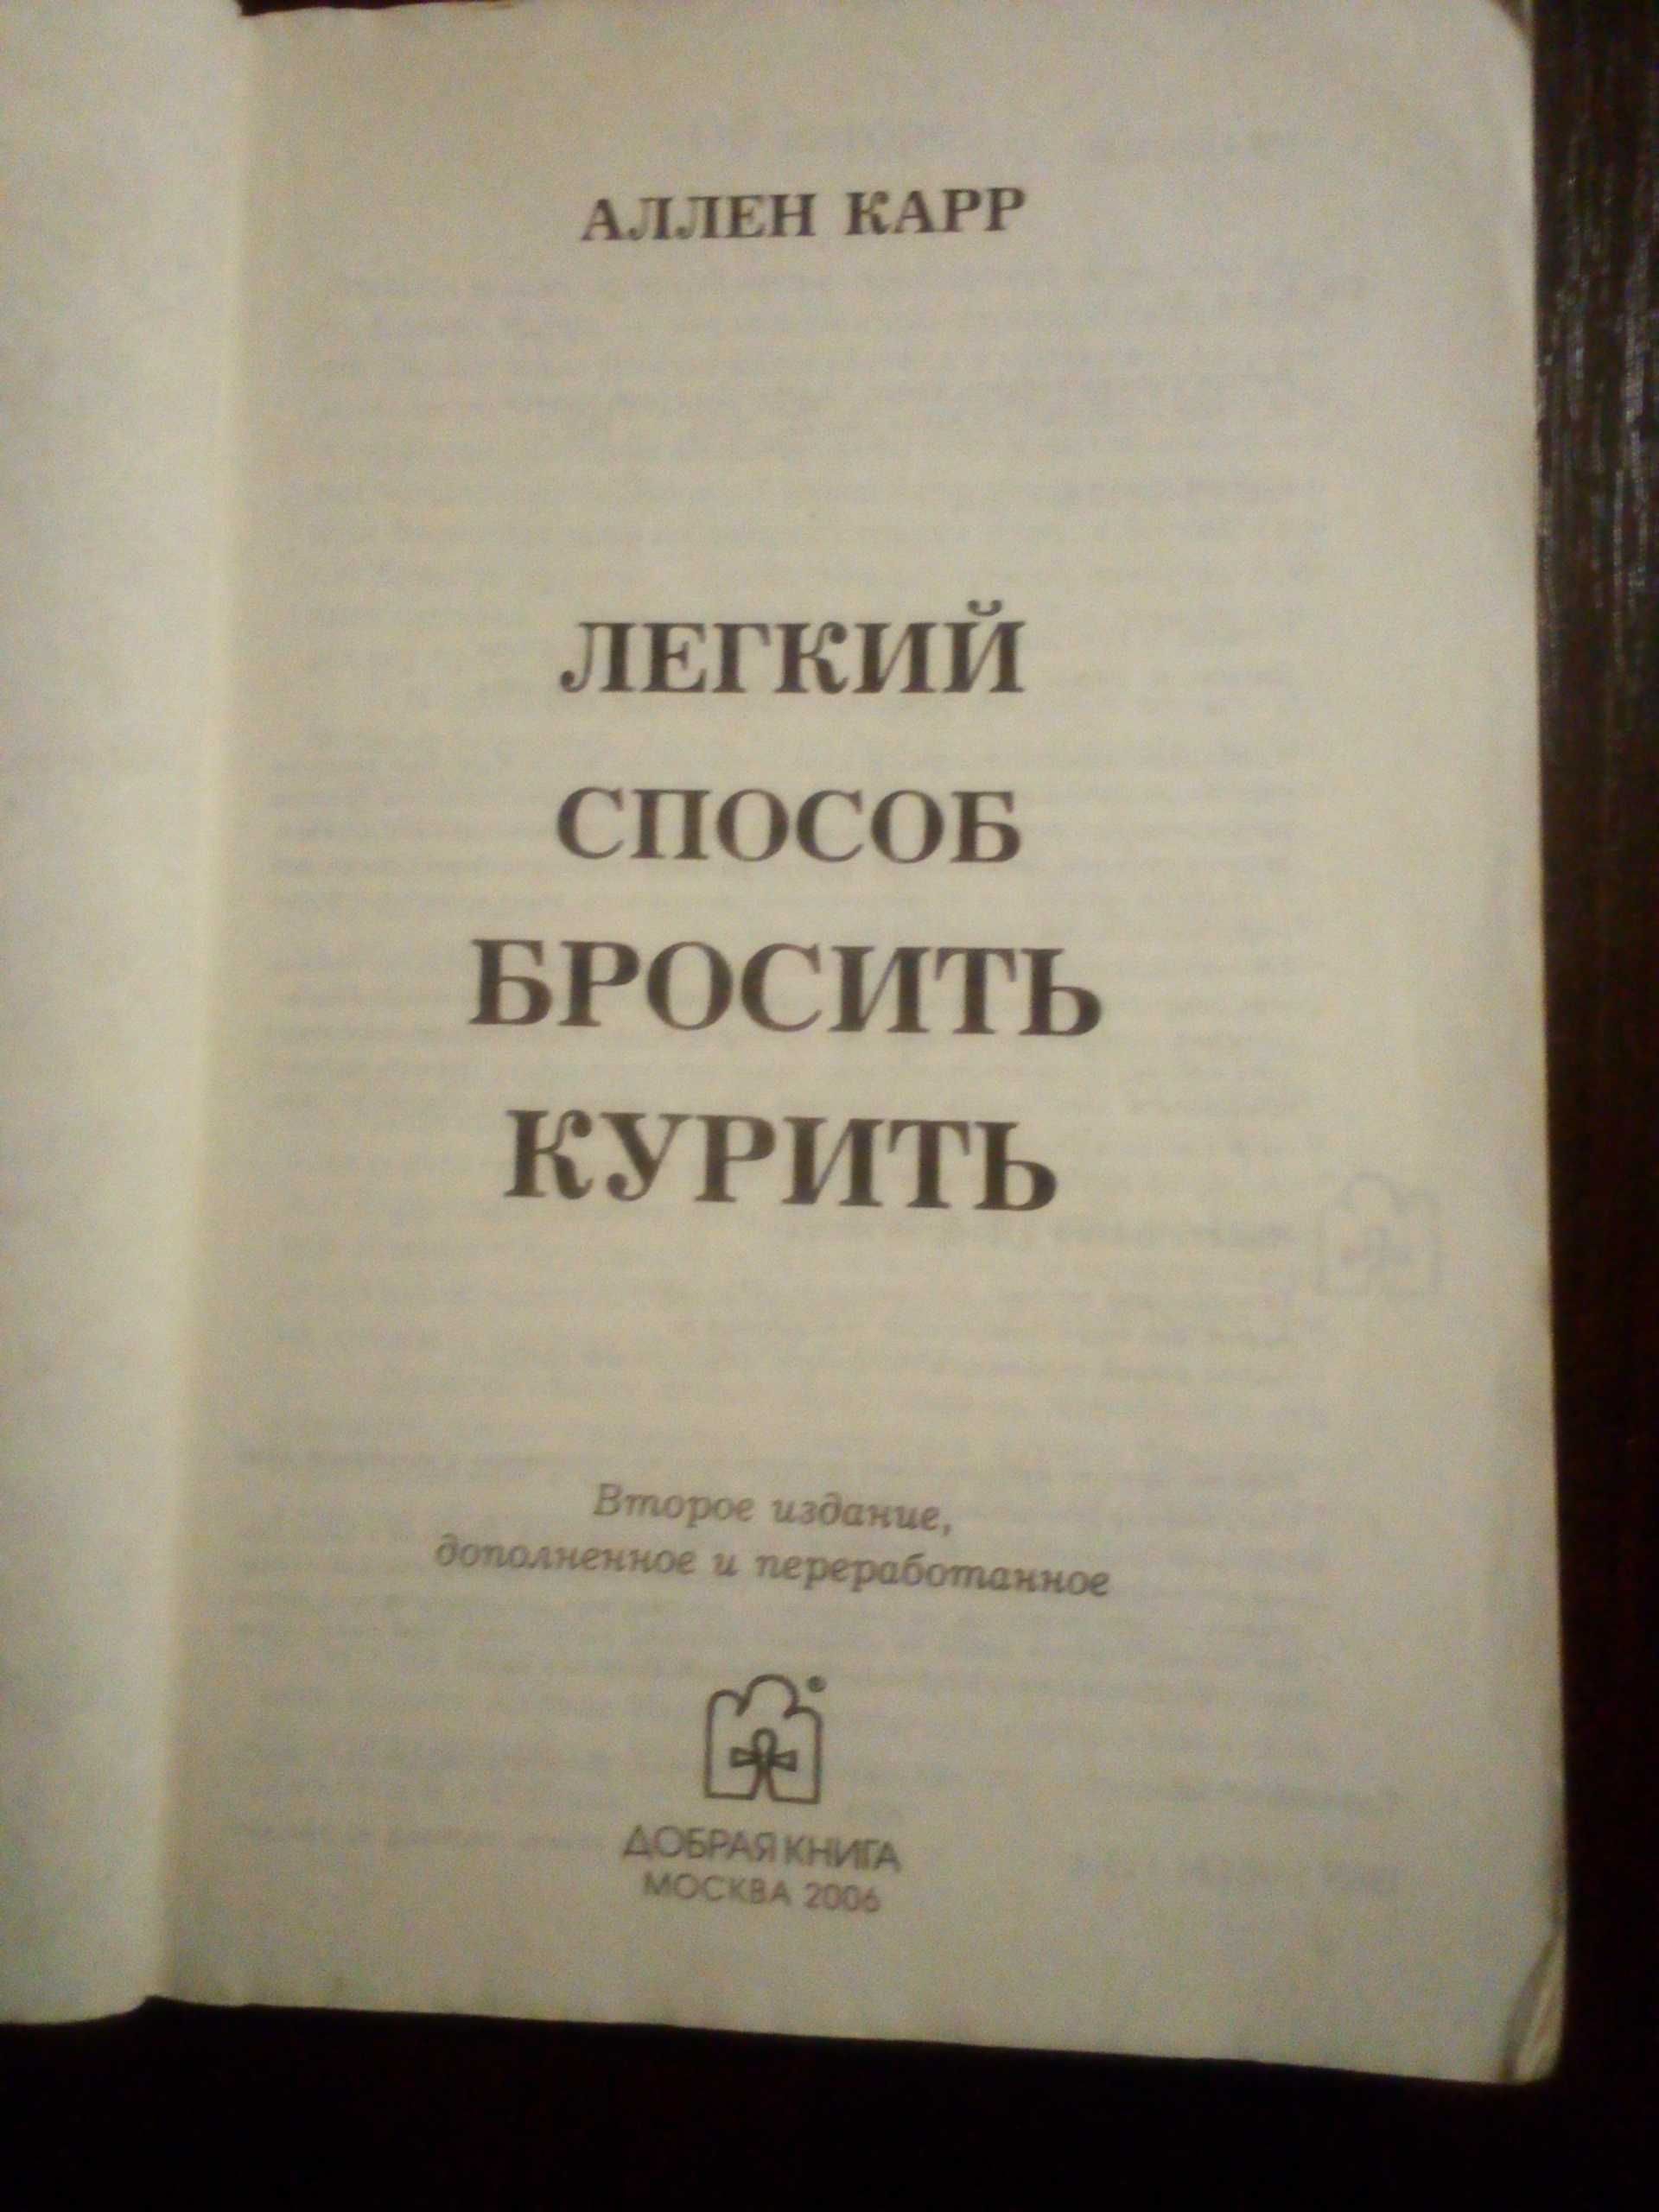 АЛЛЕН КАРР
ЛЕГКИЙ
СПОСОБ
БРОСИТЬ
КУРИТЬ
Второе издание,
дополненное и переработанное
ДОБРАЯ КНИГА
МОСКВА 2006